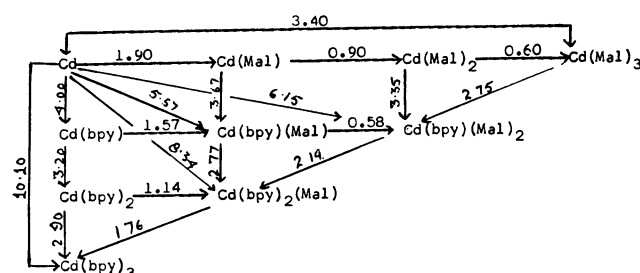 3.40
Cd 1.90 Cd(Mal) 0.90 Cd(Mal)2 0.60 Cd(Mal)3
4.00 5.57 3.67 6.15 3.35 2.75
Cd(bpy) 1.57 Cd(bpy)(Mal) 0.58 Cd(bpy)(Mal)2
10.10 3.20 8.34 2.77 2.19
Cd(bpy)2 1.14 Cd(bpy)2(Mal)
2.90 1.76
Cd(bpy)3